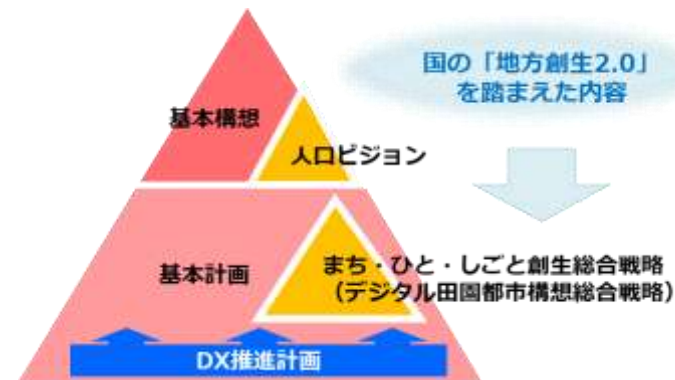 国の「地方創生2.0」
を踏まえた内容
基本構想
人口ビジョン
基本計画
まち・ひと・しごと創生総合戦略
（デジタル田園都市構想総合戦略）
DX推進計画